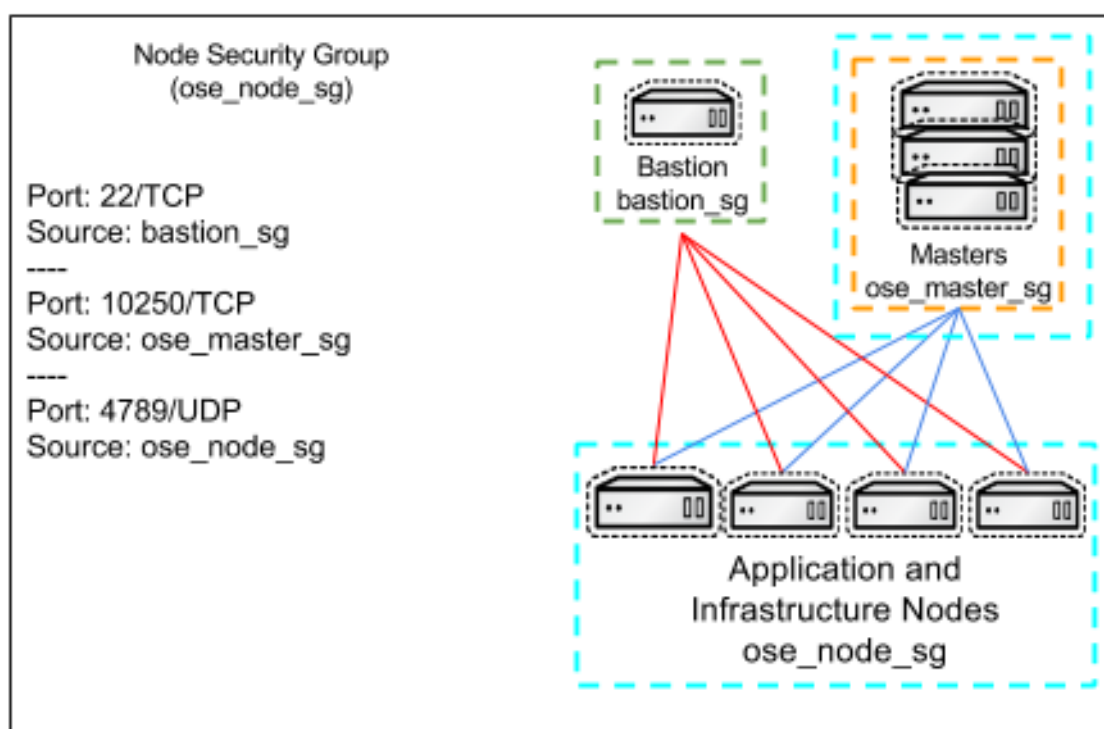 Node Security Group
(ose_node_sg)
Port: 22/TCP
Source: bastion_sg
----
Port: 10250/TCP
Source: ose_master_sg
----
Port: 4789/UDP
Source: ose_node_sg
Bastion
bastion_sg
Masters
ose_master_sg
Application and
Infrastructure Nodes
ose_node_sg